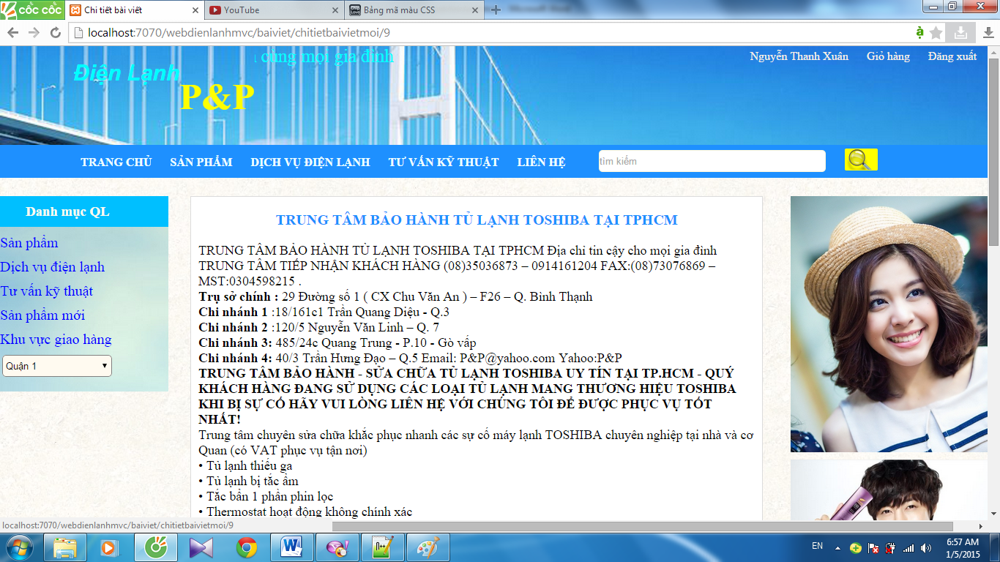 cốc cốc
Chi tiết bài viết
YouTube
Bảng mã màu CSS
localhost:7070/webdienlanhmvc/baiviet/chitietbaivietmoi/9
cùng mọi gia đình
Nguyễn Thanh Xuân Giỏ hàng Đăng xuất
Điện Lạnh
P&P
TRANG CHỦ SẢN PHẨM DỊCH VỤ ĐIỆN LẠNH TƯ VẤN KỸ THUẬT LIÊN HỆ tìm kiếm
Danh mục QL
Sản phẩm
Dịch vụ điện lạnh
Tư vấn kỹ thuật
Sản phẩm mới
Khu vực giao hàng
Quận 1
TRUNG TÂM BẢO HÀNH TỦ LẠNH TOSHIBA TẠI TPHCM
TRUNG TÂM BẢO HÀNH TỦ LẠNH TOSHIBA TẠI TPHCM Địa chỉ tin cậy cho mọi gia đình
TRUNG TÂM TIẾP NHẬN KHÁCH HÀNG (08)35036873 – 0914161204 FAX:(08)73076869 –
MST:0304598215 .
Trụ sở chính : 29 Đường số 1 ( CX Chu Văn An ) – F26 – Q. Bình Thạnh
Chi nhánh 1 :18/161c1 Trần Quang Diệu - Q.3
Chi nhánh 2 :120/5 Nguyễn Văn Linh – Q. 7
Chi nhánh 3: 485/24c Quang Trung - P.10 - Gò vấp
Chi nhánh 4: 40/3 Trần Hưng Đạo – Q.5 Email: P&P@yahoo.com Yahoo:P&P
TRUNG TÂM BẢO HÀNH - SỬA CHỮA TỦ LẠNH TOSHIBA UY TÍN TẠI TP.HCM - QUÝ
KHÁCH HÀNG ĐANG SỬ DỤNG CÁC LOẠI TỦ LẠNH MANG THƯƠNG HIỆU TOSHIBA
KHI BỊ SỰ CỐ HÃY VUI LÒNG LIÊN HỆ VỚI CHÚNG TÔI ĐỂ ĐƯỢC PHỤC VỤ TỐT
NHẤT!
Trung tâm chuyên sửa chữa khắc phục nhanh các sự cố máy lạnh TOSHIBA chuyên nghiệp tại nhà và cơ
Quan (có VAT phục vụ tận nơi)
• Tủ lạnh thiếu ga
• Tủ lạnh bị tắc ẩm
• Tắc bẩn 1 phần phin lọc
• Thermostat hoạt động không chính xác
localhost:7070/webdienlanhmvc/baiviet/chitietbaivietmoi/9
EN
6:57 AM
1/5/2015